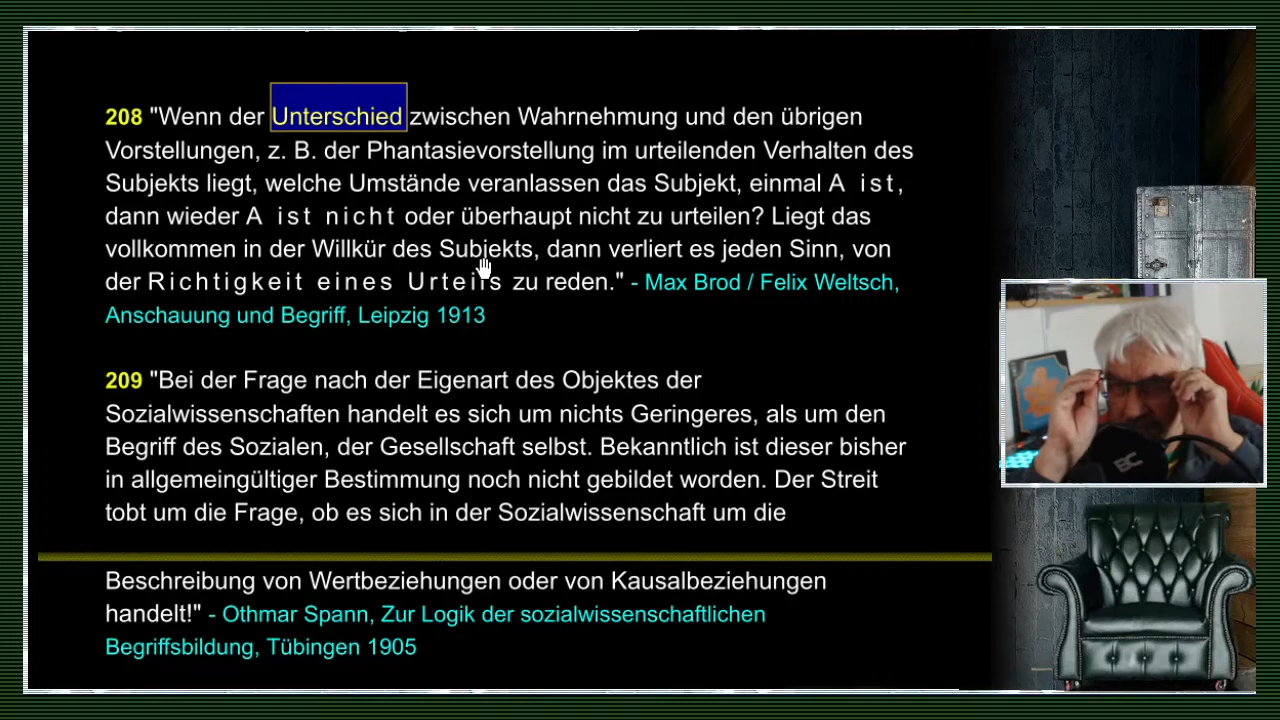 208 "Wenn der Unterschied zwischen Wahrnehmung und den übrigen
Vorstellungen, z. B. der Phantasievorstellung im urteilenden Verhalten des
Subjekts liegt, welche Umstände veranlassen das Subjekt, einmal A ist,
dann wieder A ist nicht oder überhaupt nicht zu urteilen? Liegt das
vollkommen in der Willkür des Subjekts, dann verliert es jeden Sinn, von
der Richtigkeit eines Urteils zu reden." - Max Brod / Felix Weltsch,
Anschauung und Begriff, Leipzig 1913
209 "Bei der Frage nach der Eigenart des Objektes der
Sozialwissenschaften handelt es sich um nichts Geringeres, als um den
Begriff des Sozialen, der Gesellschaft selbst. Bekanntlich ist dieser bisher
in allgemeingültiger Bestimmung noch nicht gebildet worden. Der Streit
tobt um die Frage, ob es sich in der Sozialwissenschaft um die
Beschreibung von Wertbeziehungen oder von Kausalbeziehungen
handelt!" - Othmar Spann, Zur Logik der sozialwissenschaftlichen
Begriffsbildung, Tübingen 1905